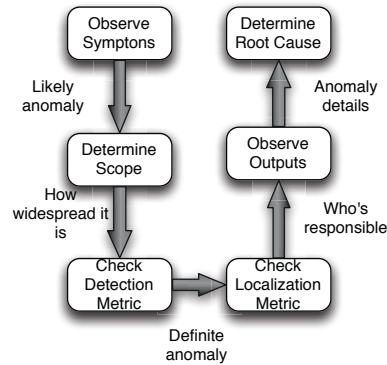 Observe
Symptons
Likely
anomaly
Determine
Scope
How
widespread it
is
Check
Detection
Metric
Definite
anomaly
Check
Localization
Metric
Who's
responsible
Observe
Outputs
Anomaly
details
Determine
Root Cause